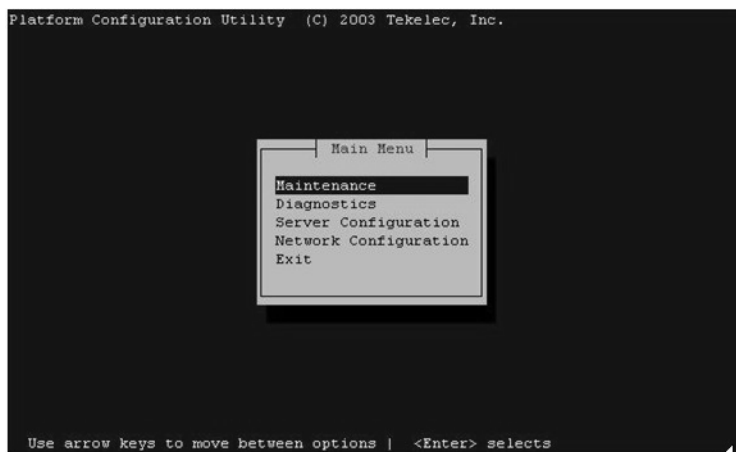 Platform Configuration Utility (C) 2003 Tekelec, Inc.
Main Menu
Maintenance
Diagnostics
Server Configuration
Network Configuration
Exit
Use arrow keys to move between options | <Enter> selects